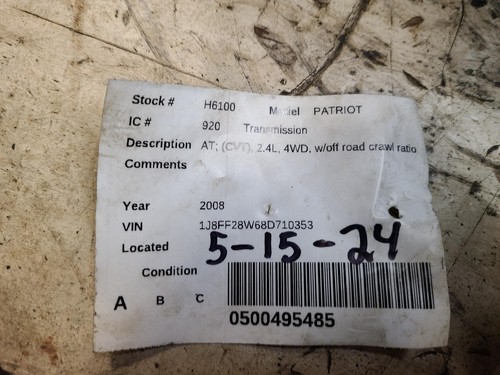 Stock # H6100 Model PATRIOT
IC # 920 Transmission
Description AT; (CVT), 2.4L, 4WD, w/off road crawl ratio
Comments
Year 2008
VIN 1J8FF28W68D710353
Located 5-15-24
Condition
A B C
0500495485